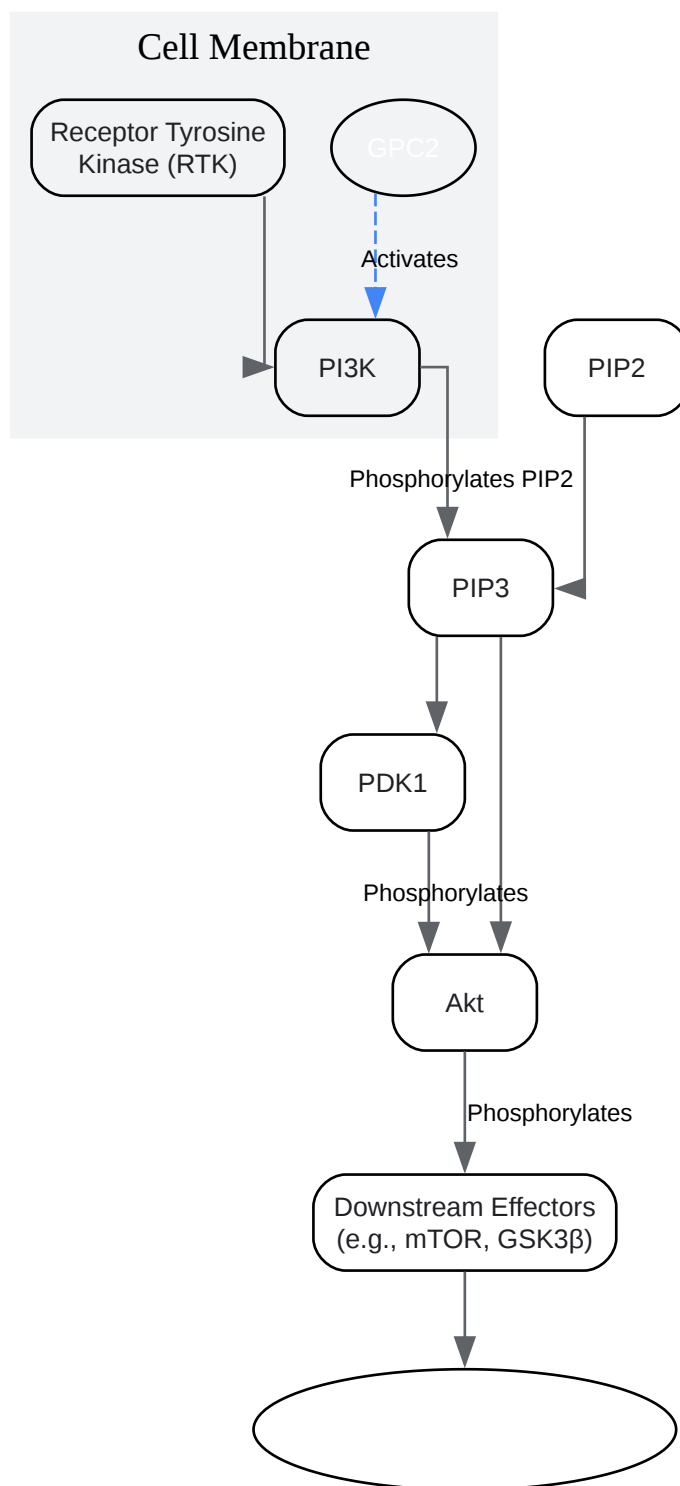 Cell Membrane
Receptor Tyrosine
Kinase (RTK)
GPC2
Activates
PI3K
PIP2
Phosphorylates PIP2
PIP3
PDK1
Phosphorylates
Akt
Phosphorylates
Downstream Effectors
(e.g., mTOR, GSK3β)